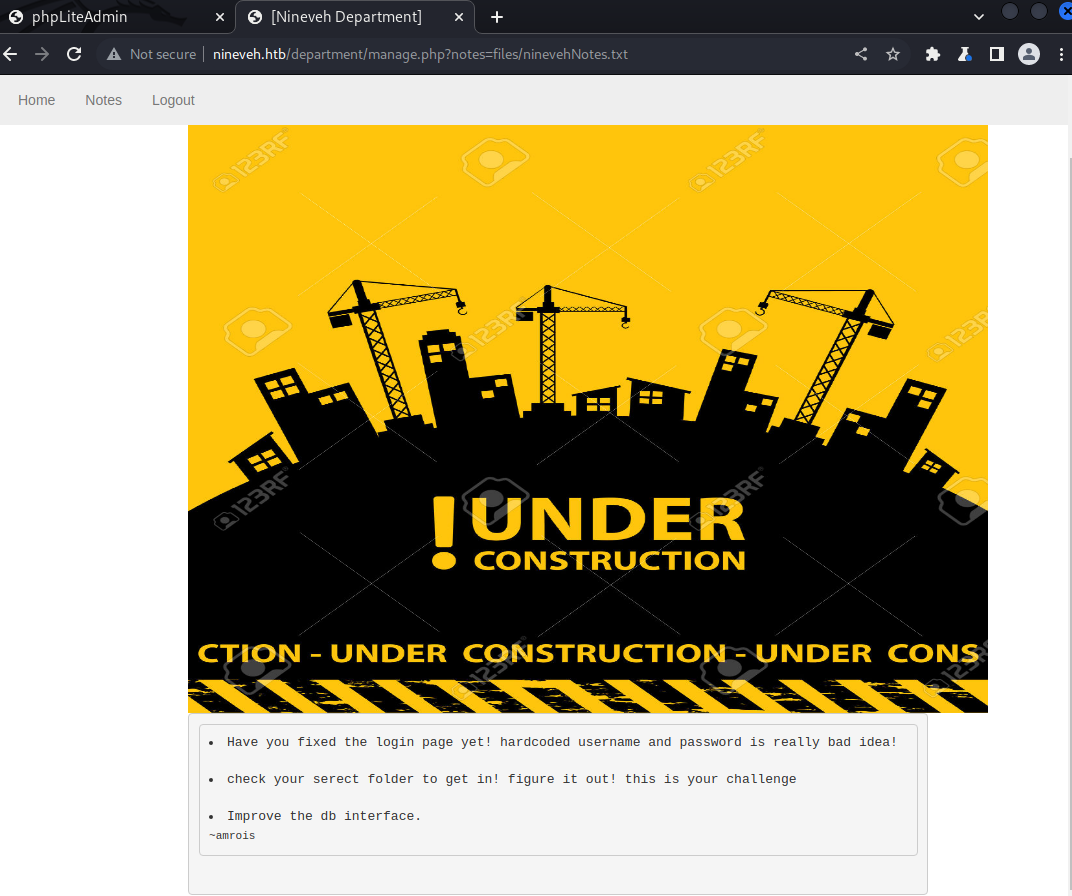 phpLiteAdmin
[Nineveh Department]
Not secure | nineveh.htb/department/manage.php?notes=files/ninevehNotes.txt
Home Notes Logout
123RF 123RF
123RF 123RF
123RF 123RF
!UNDER
CONSTRUCTION
CTION - UNDER CONSTRUCTION - UNDER CONS
123RF 123RF
• Have you fixed the login page yet! hardcoded username and password is really bad idea!
• check your serect folder to get in! figure it out! this is your challenge
• Improve the db interface.
~amrois